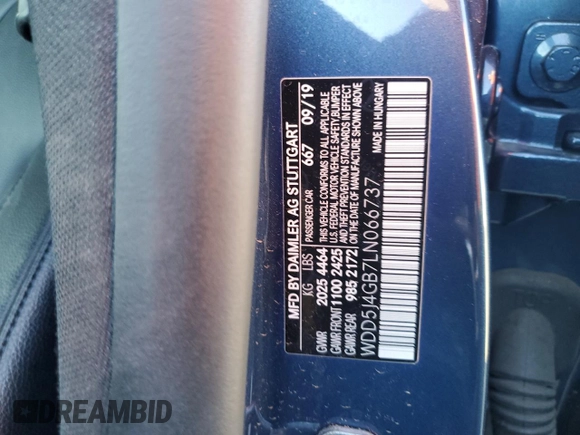 MFD BY DAIMLER AG STUTTGART
PASSENGER CAR 667 09/19
KG LBS
GVWR 2025 4464
GAWR FRONT 1100 2425
GAWR REAR 985 2172
THIS VEHICLE CONFORMS TO ALL APPLICABLE
U.S. FEDERAL MOTOR VEHICLE SAFETY, BUMPER
AND THEFT PREVENTION STANDARDS IN EFFECT
ON THE DATE OF MANUFACTURE SHOWN ABOVE
WDD5J4GB7LN066737
MADE IN HUNGARY
DREAMBID